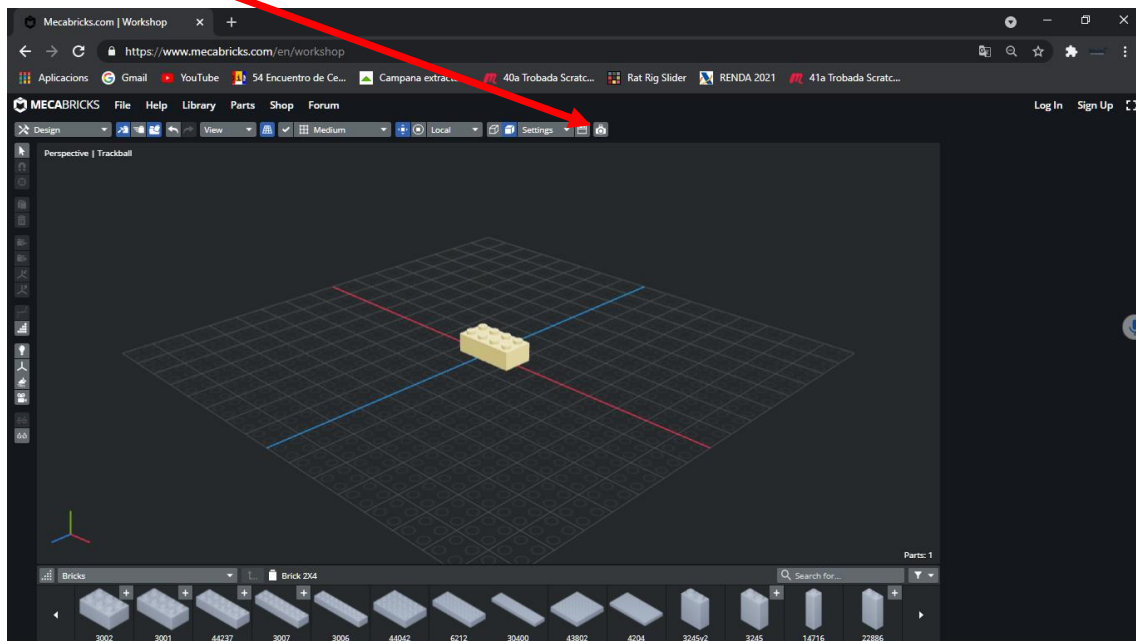 Mecabricks.com | Workshop
https://www.mecabricks.com/en/workshop
Aplicacions Gmail YouTube 54 Encuentro de Ce... Campana 40a Trobada Scratc... Rat Rig Slider RENDA 2021 41a Trobada Scratc...
MECABRICKS File Help Library Parts Shop Forum Log In Sign Up
Design View Medium Local Settings
Perspective | Trackball
Parts: 1
Bricks Brick 2X4 Search for...
3002 3001 44237 3007 3006 44042 6212 30400 43802 4204 3245v2 3245 14716 22886